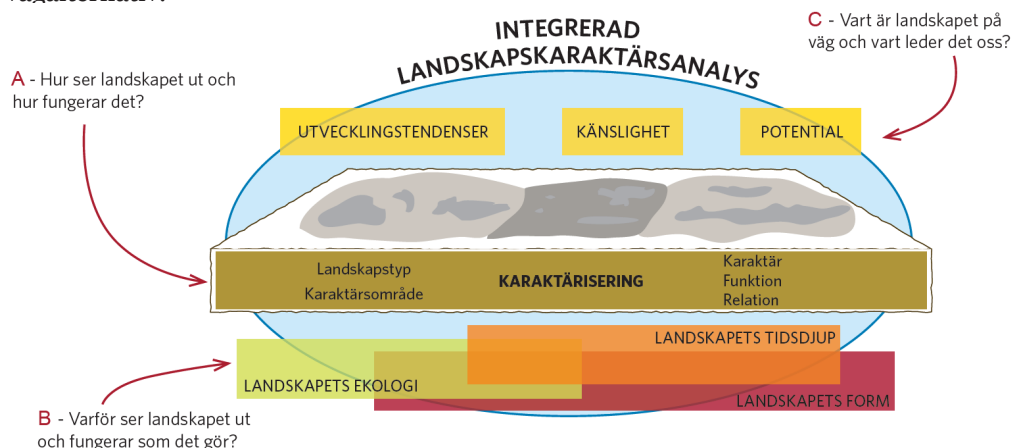 INTEGRERAD
LANDSKAPSKARAKTÄRSANALYS
C - Vart är landskapet på
väg och vart leder det oss?
A - Hur ser landskapet ut och
hur fungerar det?
UTVECKLINGSTENDENSER
KÄNSLIGHET
POTENTIAL
Landskapstyp
Karaktärsområde
KARAKTÄRISERING
Karaktär
Funktion
Relation
LANDSKAPETS TIDSDJUP
LANDSKAPETS EKOLOGI
LANDSKAPETS FORM
B - Varför ser landskapet ut
och fungerar som det gör?